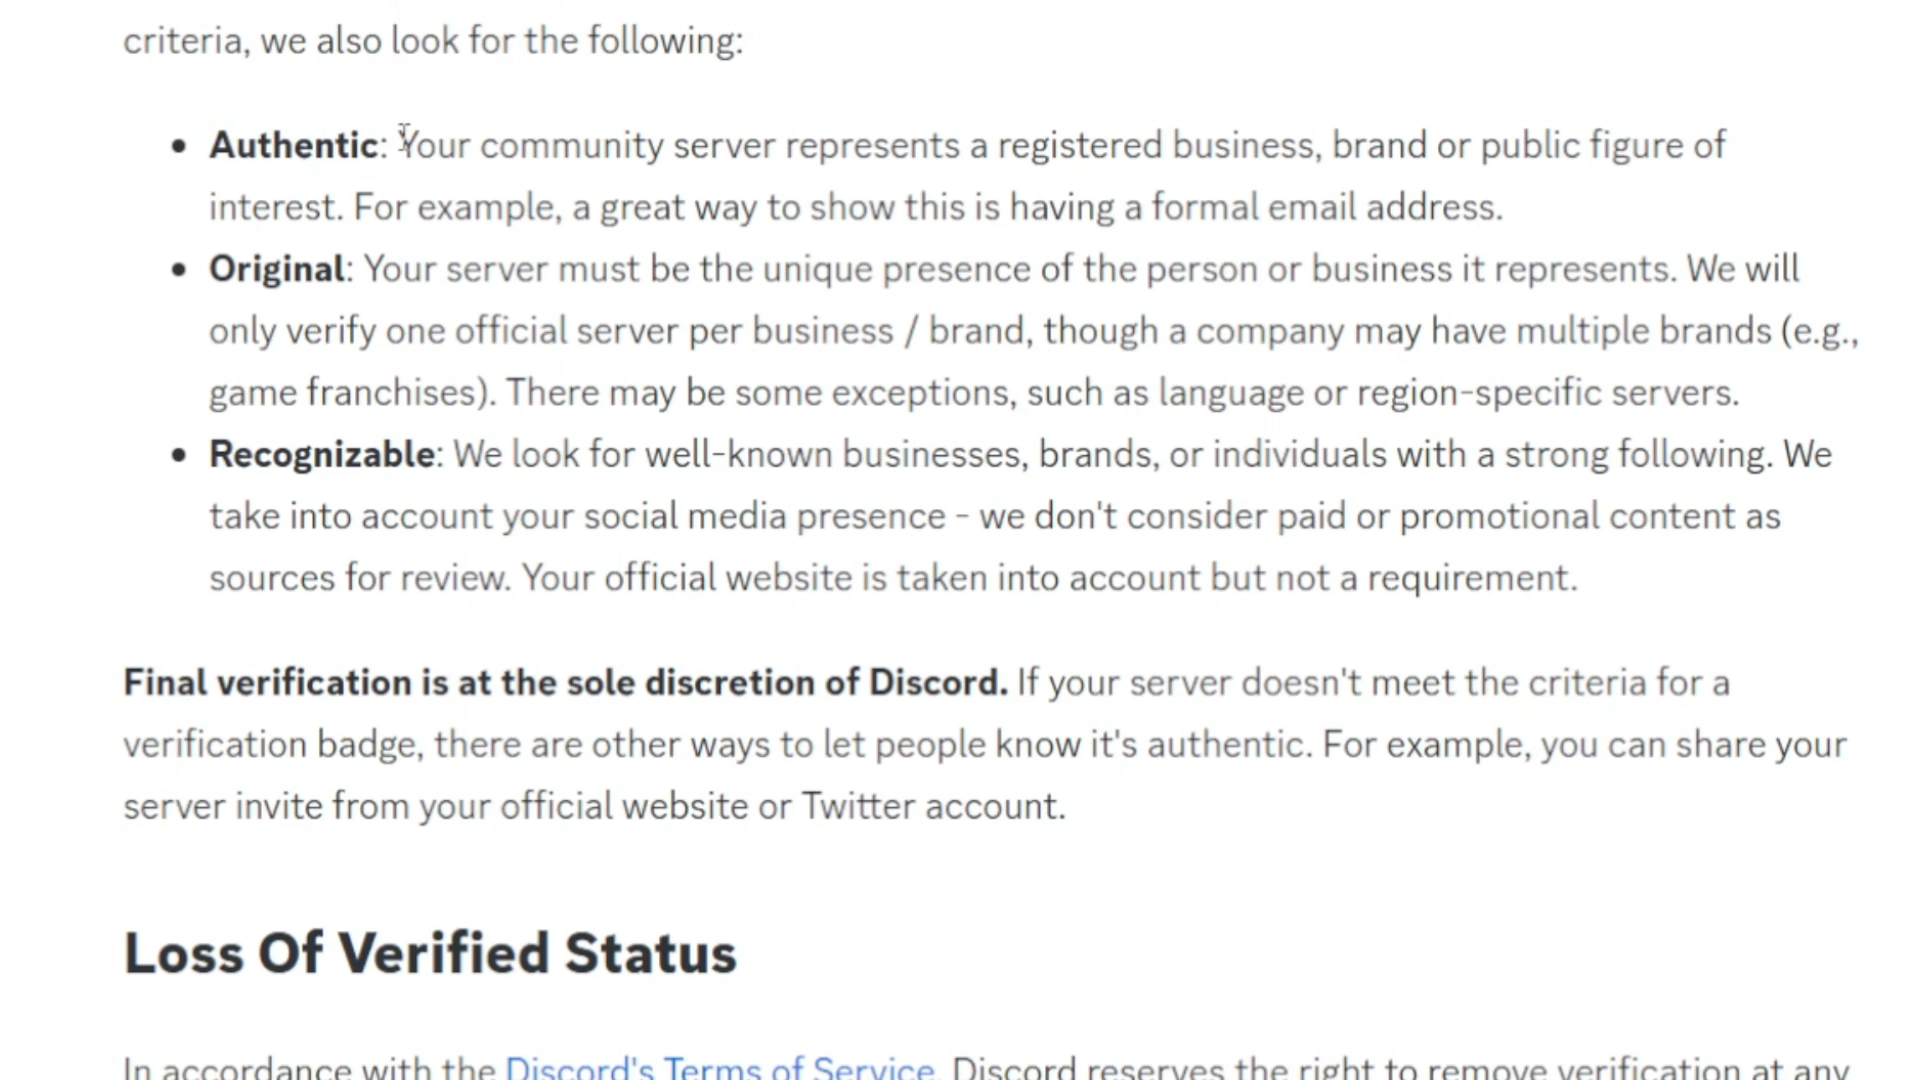 criteria, we also look for the following:
• Authentic: Your community server represents a registered business, brand or public figure of
interest. For example, a great way to show this is having a formal email address.
• Original: Your server must be the unique presence of the person or business it represents. We will
only verify one official server per business / brand, though a company may have multiple brands (e.g.,
game franchises). There may be some exceptions, such as language or region-specific servers.
• Recognizable: We look for well-known businesses, brands, or individuals with a strong following. We
take into account your social media presence - we don't consider paid or promotional content as
sources for review. Your official website is taken into account but not a requirement.
Final verification is at the sole discretion of Discord. If your server doesn't meet the criteria for a
verification badge, there are other ways to let people know it's authentic. For example, you can share your
server invite from your official website or Twitter account.
Loss Of Verified Status
In accordance with the Discord's Terms of Service, Discord reserves the right to remove verification at any